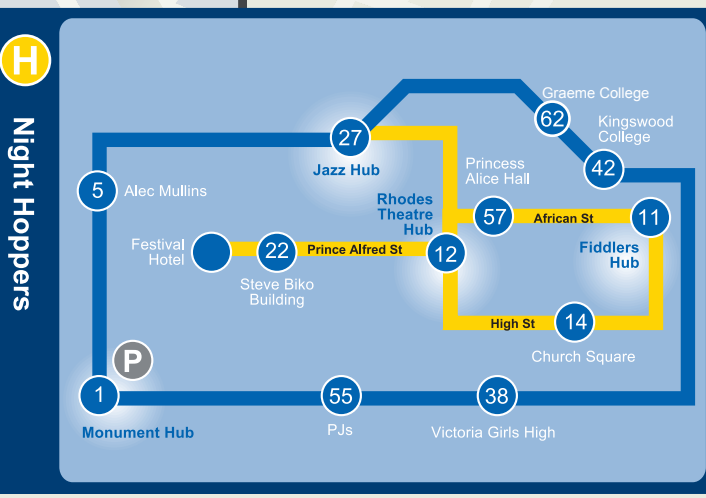 H
Night Hoppers
27
Jazz Hub
Graeme College
62
Kingswood
College
42
5
Alec Mullins
Princess
Alice Hall
57
African St
11
Rhodes
Theatre
Hub
12
Fiddlers
Hub
Festival
Hotel
22
Prince Alfred St
Steve Biko
Building
High St
14
Church Square
P
1
Monument Hub
55
PJs
38
Victoria Girls High